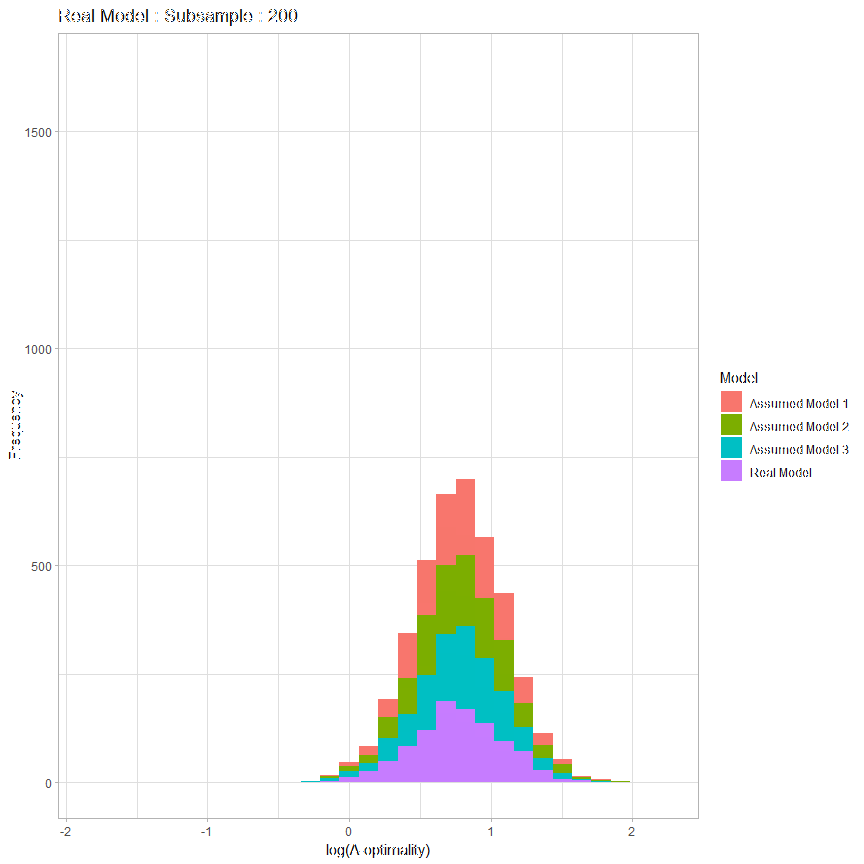 Real Model : Subsample : 200
1500
1000
500
0
Frequency
-2
-1
0
1
2
log(A-optimality)
Model
Assumed Model 1
Assumed Model 2
Assumed Model 3
Real Model